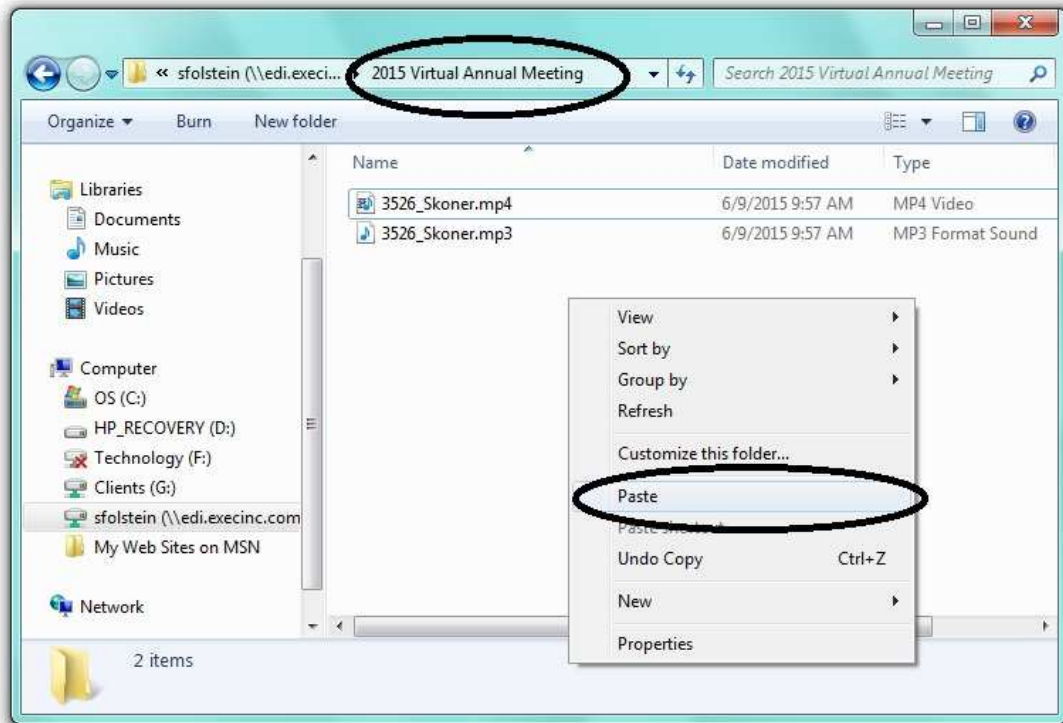 « sfolstein (\\edi.execi... 2015 Virtual Annual Meeting Search 2015 Virtual Annual Meeting
Organize Burn New folder
Name Date modified Type
Libraries
Documents
Music
Pictures
Videos
Computer
OS (C:)
HP_RECOVERY (D:)
Technology (F:)
Clients (G:)
sfolstein (\\edi.execinc.com
My Web Sites on MSN
Network
3526_Skoner.mp4 6/9/2015 9:57 AM MP4 Video
3526_Skoner.mp3 6/9/2015 9:57 AM MP3 Format Sound
View
Sort by
Group by
Refresh
Customize this folder...
Paste
Paste shortcut
Undo Copy Ctrl+Z
New
Properties
2 items